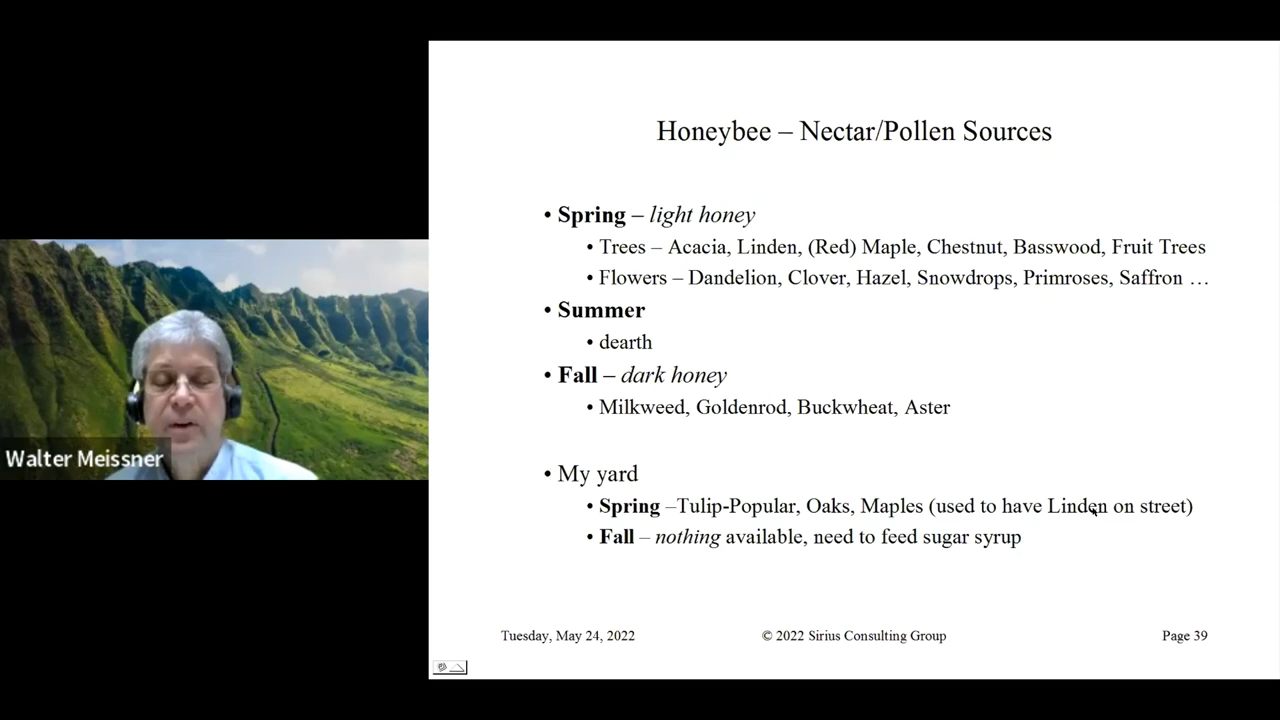 Honeybee – Nectar/Pollen Sources
• Spring – light honey
• Trees – Acacia, Linden, (Red) Maple, Chestnut, Basswood, Fruit Trees
• Flowers – Dandelion, Clover, Hazel, Snowdrops, Primroses, Saffron …
• Summer
• dearth
• Fall – dark honey
• Milkweed, Goldenrod, Buckwheat, Aster
• My yard
• Spring –Tulip-Popular, Oaks, Maples (used to have Linden on street)
• Fall – nothing available, need to feed sugar syrup
Tuesday, May 24, 2022
© 2022 Sirius Consulting Group
Page 39
Walter Meissner